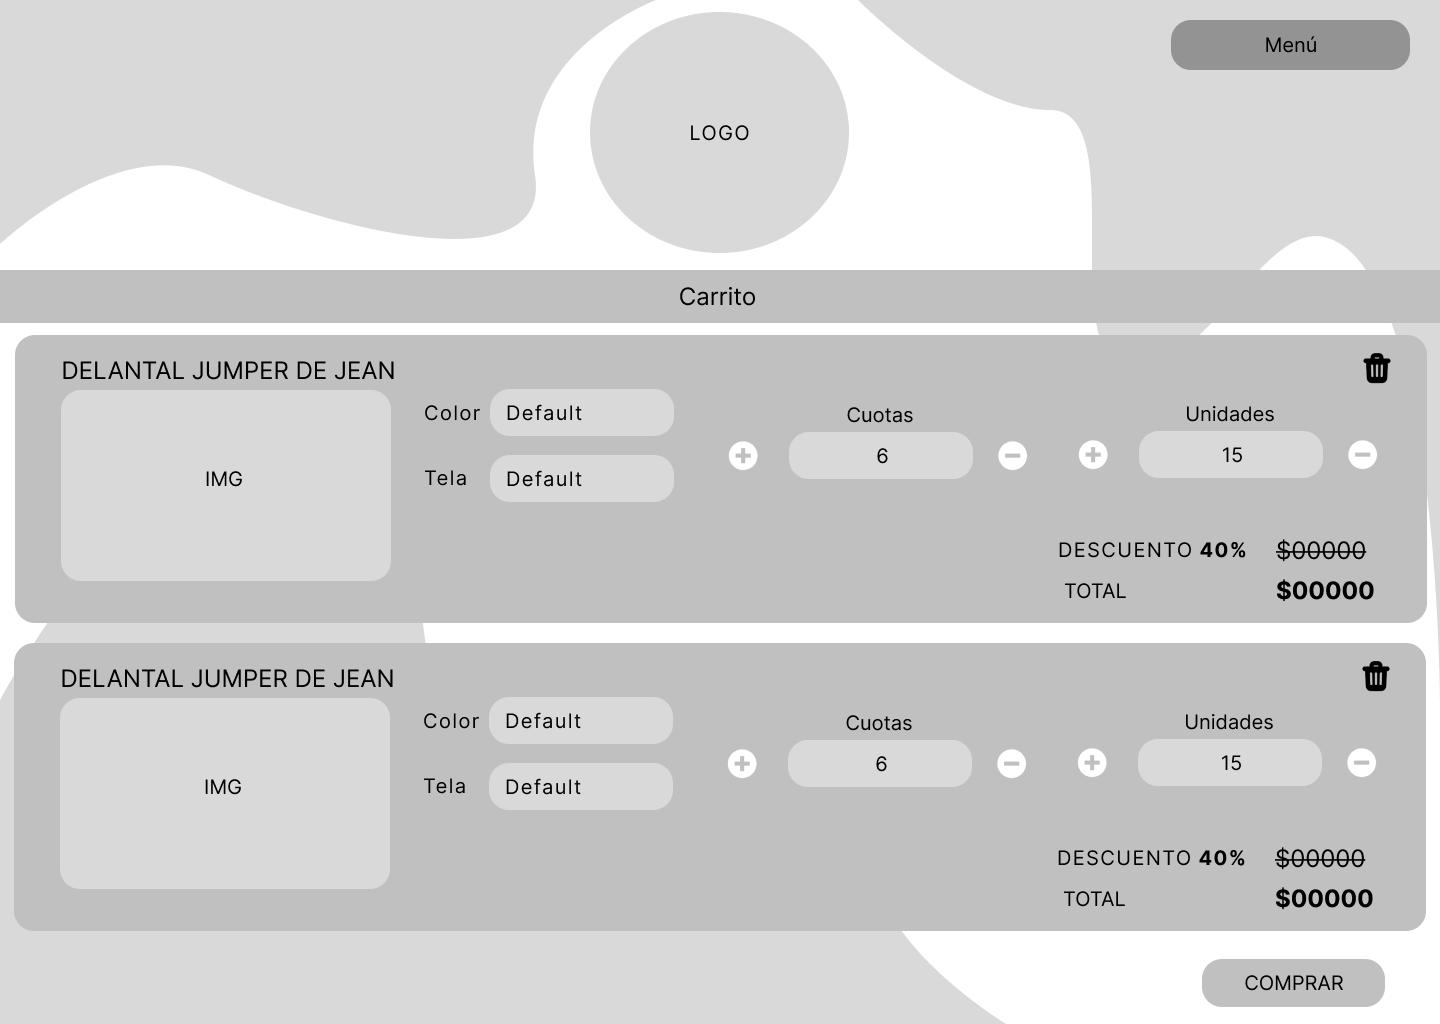 Menú
LOGO
Carrito
DELANTAL JUMPER DE JEAN
IMG
Color Default
Tela Default
Cuotas
6
Unidades
15
DESCUENTO 40% $00000
TOTAL $00000
DELANTAL JUMPER DE JEAN
IMG
Color Default
Tela Default
Cuotas
6
Unidades
15
DESCUENTO 40% $00000
TOTAL $00000
COMPRAR